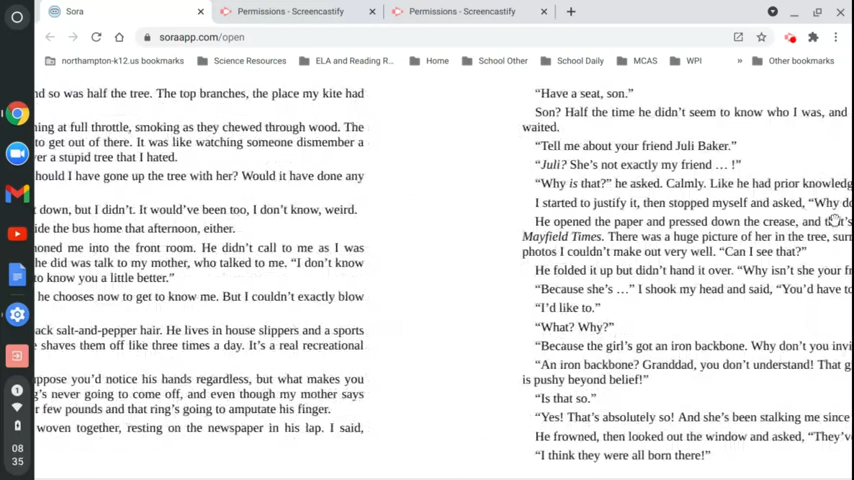 Sora
Permissions - Screencastify
Permissions - Screencastify
soraapp.com/open
northampton-k12.us bookmarks
Science Resources
ELA and Reading R...
Home
School Other
School Daily
MCAS
WPI
»
Other bookmarks
nd so was half the tree. The top branches, the place my kite had
ning at full throttle, smoking as they chewed through wood. The
to get out of there. It was like watching someone dismember a
ver a stupid tree that I hated.
hould I have gone up the tree with her? Would it have done any
t down, but I didn't. It would've been too, I don't know, weird.
ide the bus home that afternoon, either.
noned me into the front room. He didn't call to me as I was
he did was talk to my mother, who talked to me. “I don't know
to know you a little better.”
he chooses now to get to know me. But I couldn't exactly blow
ack salt-and-pepper hair. He lives in house slippers and a sports
e shaves them off like three times a day. It's a real recreational
uppose you'd notice his hands regardless, but what makes you
g's never going to come off, and even though my mother says
r few pounds and that ring's going to amputate his finger.
woven together, resting on the newspaper in his lap. I said,
“Have a seat, son.”
Son? Half the time he didn't seem to know who I was, and
waited.
“Tell me about your friend Juli Baker.”
“Juli? She's not exactly my friend … !”
“Why is that?” he asked. Calmly. Like he had prior knowledg
I started to justify it, then stopped myself and asked, “Why do
He opened the paper and pressed down the crease, and
Mayfield Times. There was a huge picture of her in the tree, surr
photos I couldn't make out very well. “Can I see that?”
He folded it up but didn't hand it over. “Why isn't she your fr
“Because she's …” I shook my head and said, “You'd have to
“I'd like to.”
“What? Why?”
“Because the girl's got an iron backbone. Why don't you invi
“An iron backbone? Granddad, you don't understand! That g
is pushy beyond belief!”
“Is that so.”
“Yes! That's absolutely so! And she's been stalking me since
He frowned, then looked out the window and asked, “They've
“I think they were all born there!”
1
08
35